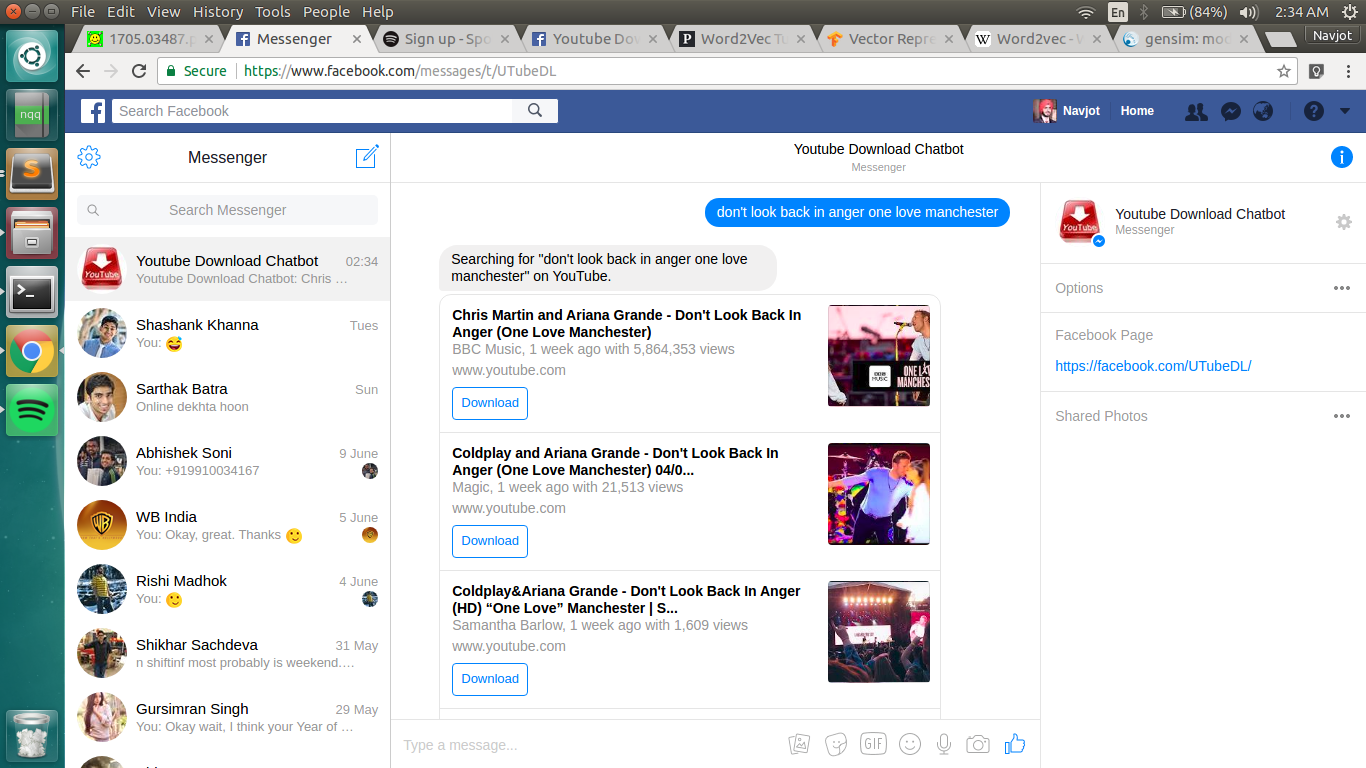 File Edit View History Tools People Help
En
(84%)
2:34 AM
1705.03487.p
Messenger
Sign up - Spo
Youtube Dow
Word2Vec Tu
Vector Repre
Word2vec - W
gensim: mod
Navjot
Secure
https://www.facebook.com/messages/t/UTubeDL
Search Facebook
Navjot
Home
Messenger
Youtube Download Chatbot
Messenger
Search Messenger
Youtube Download Chatbot 02:34
Youtube Download Chatbot: Chris …
Shashank Khanna Tues
You: 😅
Sarthak Batra Sun
Online dekhta hoon
Abhishek Soni 9 June
You: +919910034167
WB India 5 June
You: Okay, great. Thanks 🙂
Rishi Madhok 4 June
You: 🙂
Shikhar Sachdeva 31 May
n shiftinf most probably is weekend.…
Gursimran Singh 29 May
You: Okay wait, I think your Year of …
don't look back in anger one love manchester
Searching for "don't look back in anger one love
manchester" on YouTube.
Chris Martin and Ariana Grande - Don't Look Back In
Anger (One Love Manchester)
BBC Music, 1 week ago with 5,864,353 views
www.youtube.com
Download
BBC
MUSIC
ONE L
MANCHES
Coldplay and Ariana Grande - Don't Look Back In
Anger (One Love Manchester) 04/0...
Magic, 1 week ago with 21,513 views
www.youtube.com
Download
Coldplay&Ariana Grande - Don't Look Back In Anger
(HD) “One Love” Manchester | S...
Samantha Barlow, 1 week ago with 1,609 views
www.youtube.com
Download
Type a message...
GIF
Youtube Download Chatbot
Messenger
Options
Facebook Page
https://facebook.com/UTubeDL/
Shared Photos
nqq
YouTube
YouTube
WB